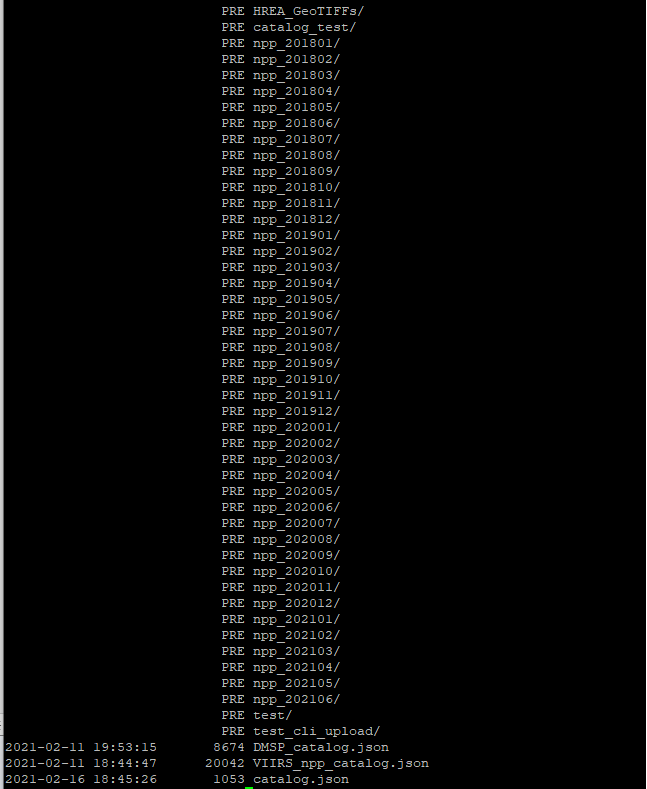 PRE HREA_GeoTIFFs/
PRE catalog_test/
PRE npp_201801/
PRE npp_201802/
PRE npp_201803/
PRE npp_201804/
PRE npp_201805/
PRE npp_201806/
PRE npp_201807/
PRE npp_201808/
PRE npp_201809/
PRE npp_201810/
PRE npp_201811/
PRE npp_201812/
PRE npp_201901/
PRE npp_201902/
PRE npp_201903/
PRE npp_201904/
PRE npp_201905/
PRE npp_201906/
PRE npp_201907/
PRE npp_201908/
PRE npp_201909/
PRE npp_201910/
PRE npp_201911/
PRE npp_201912/
PRE npp_202001/
PRE npp_202002/
PRE npp_202003/
PRE npp_202004/
PRE npp_202005/
PRE npp_202006/
PRE npp_202007/
PRE npp_202008/
PRE npp_202009/
PRE npp_202010/
PRE npp_202011/
PRE npp_202012/
PRE npp_202101/
PRE npp_202102/
PRE npp_202103/
PRE npp_202104/
PRE npp_202105/
PRE npp_202106/
PRE test/
PRE test_cli_upload/
2021-02-11 19:53:15 8674 DMSP_catalog.json
2021-02-11 18:44:47 20042 VIIRS_npp_catalog.json
2021-02-16 18:45:26 1053 catalog.json